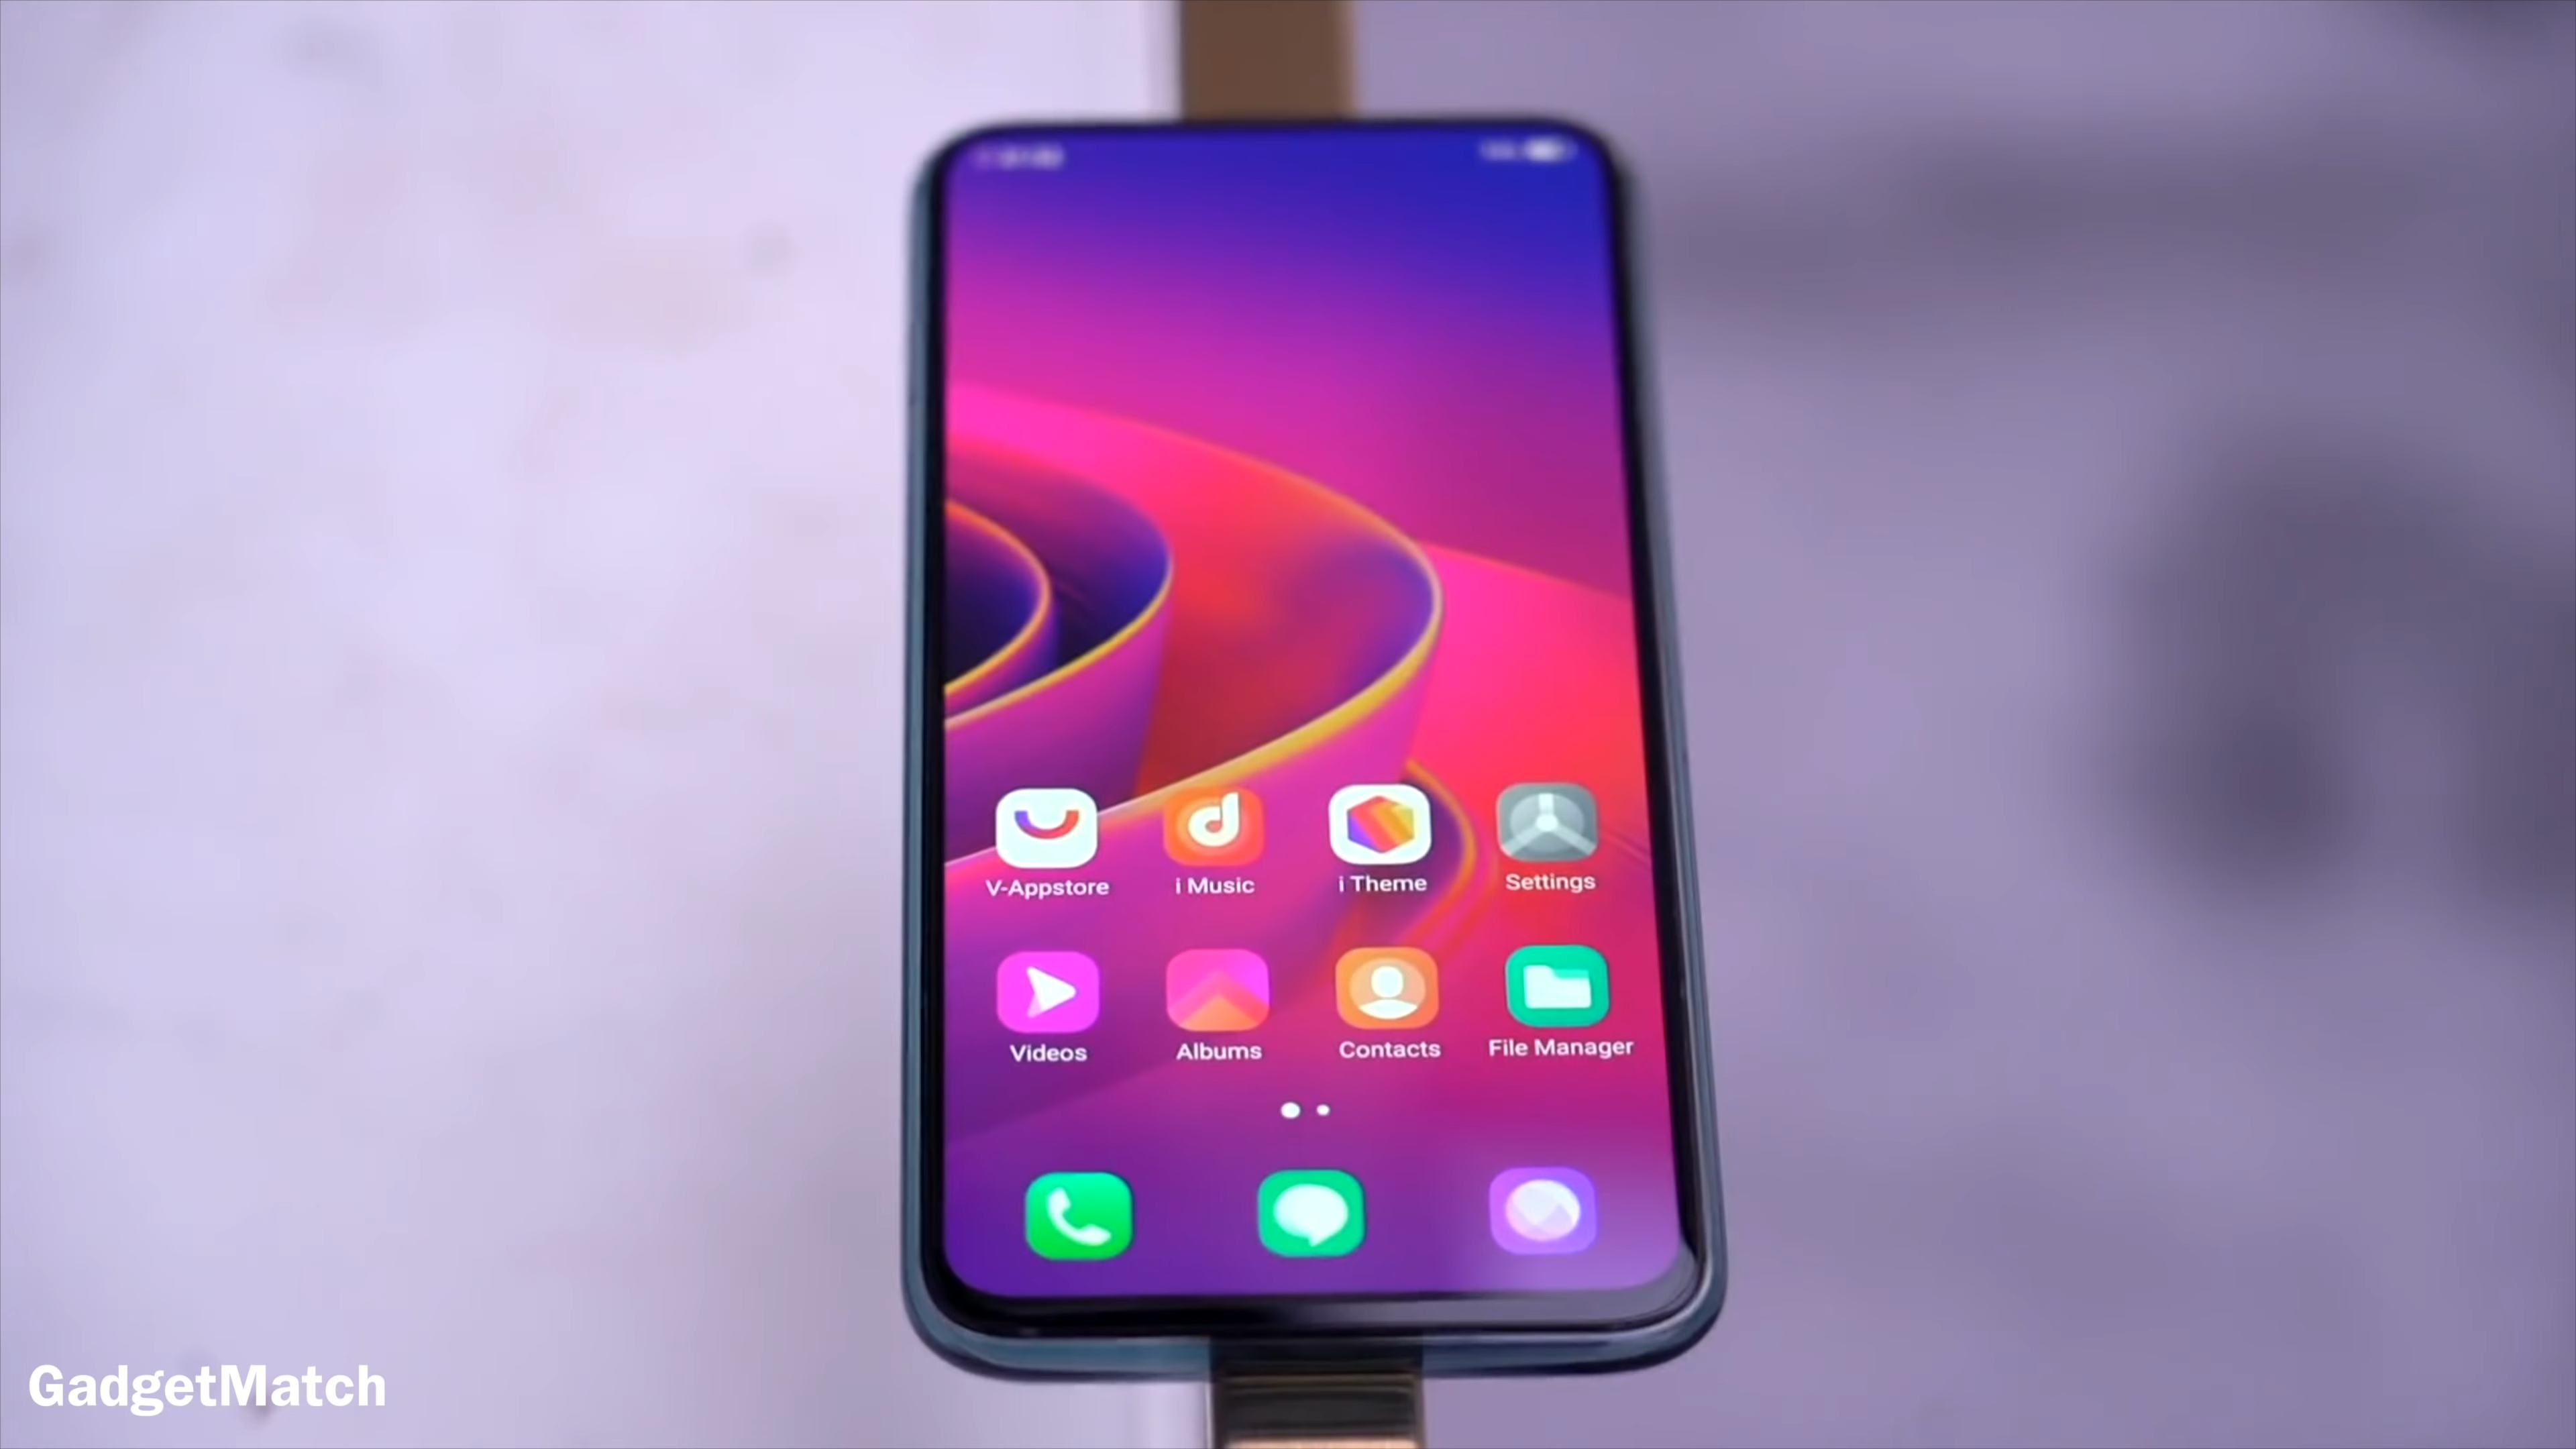 V-Appstore
i Music
i Theme
Settings
Videos
Albums
Contacts
File Manager
GadgetMatch